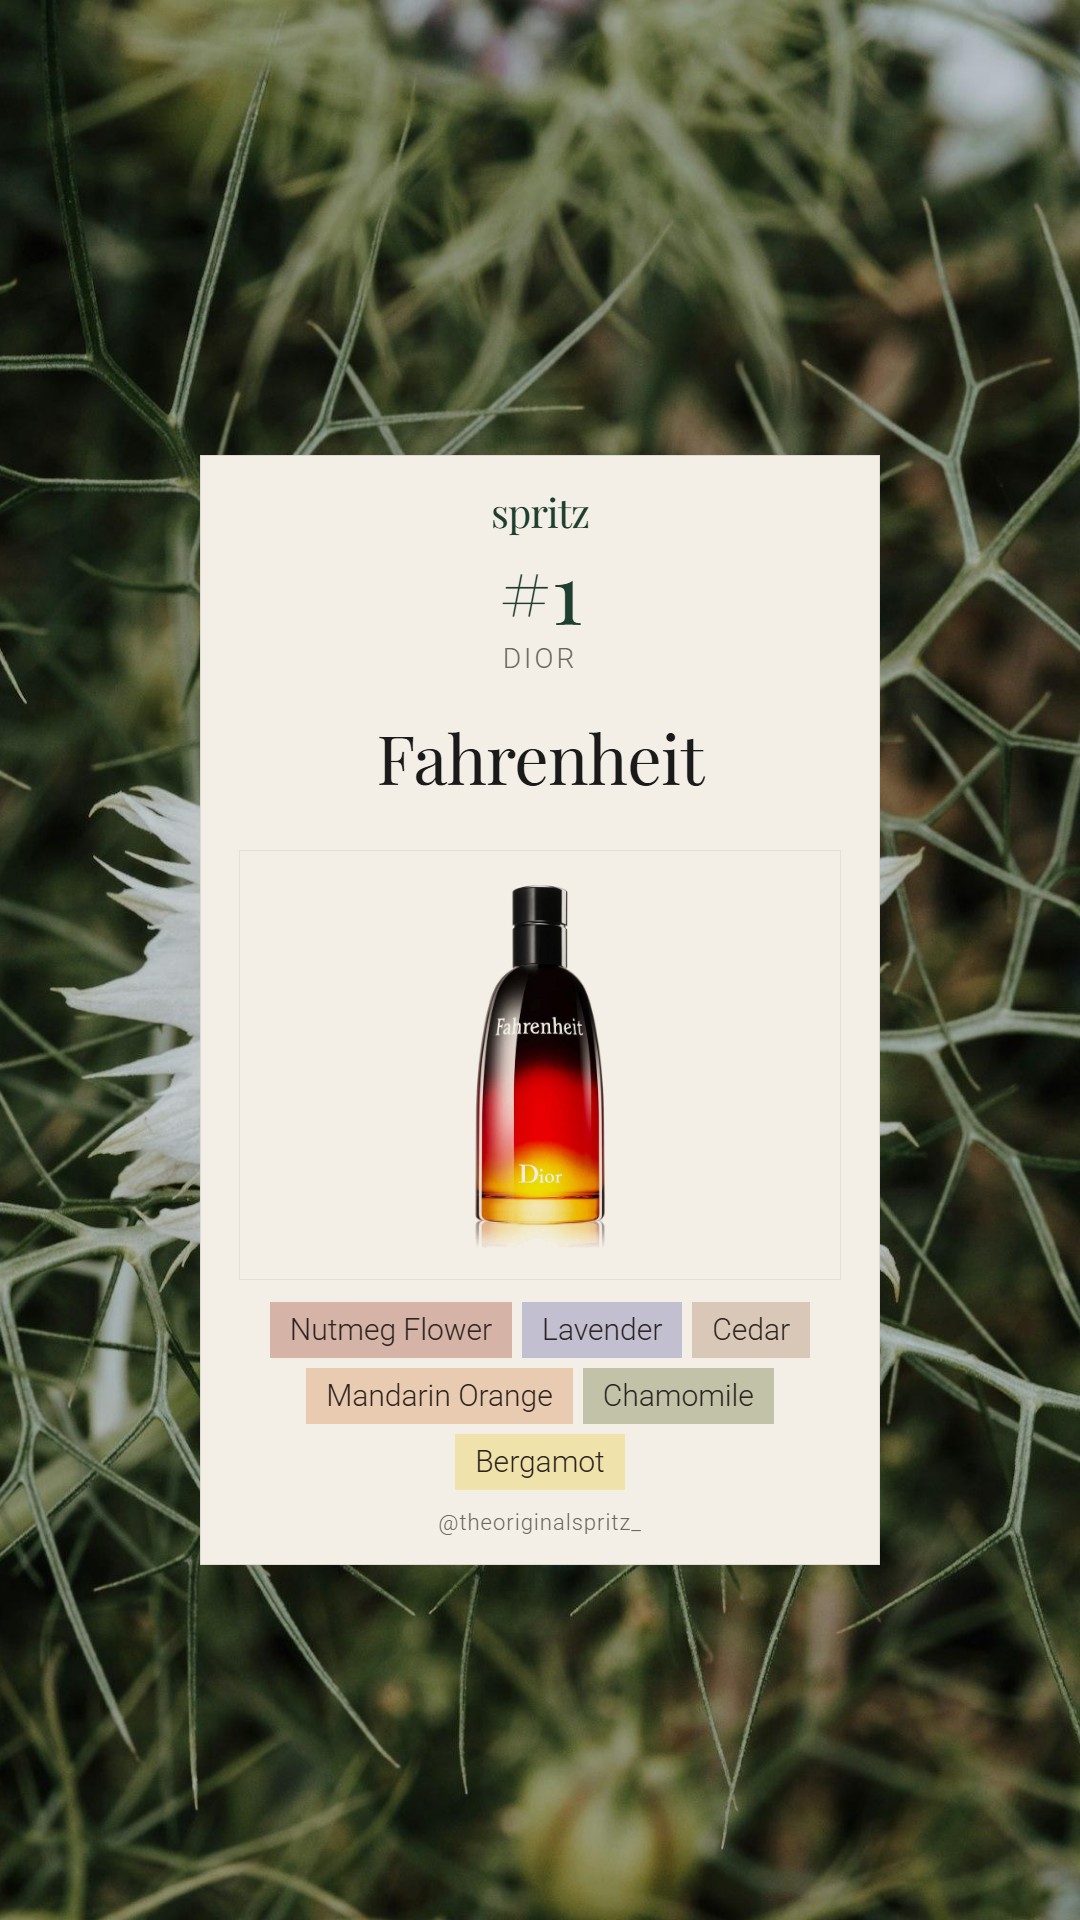 spritz
#1
DIOR
Fahrenheit
Fahrenheit
Dior
Nutmeg Flower Lavender Cedar
Mandarin Orange Chamomile
Bergamot
@theoriginalspritz_